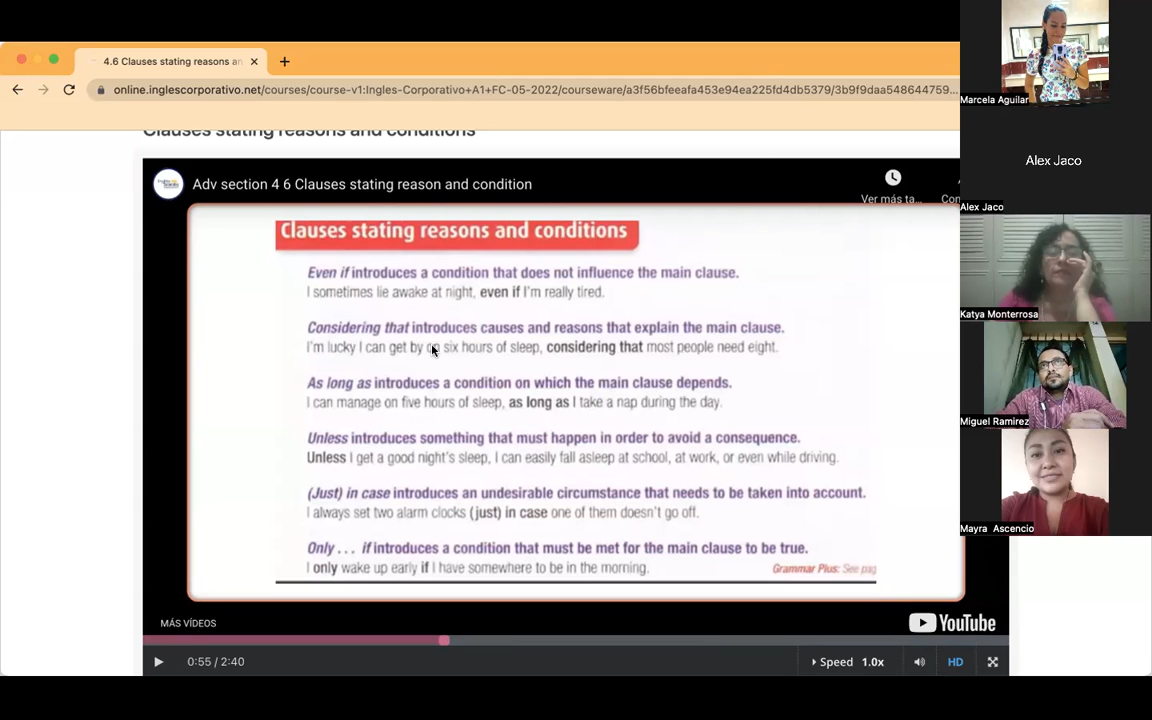 4.6 Clauses stating reasons an
online.inglescorporativo.net/courses/course-v1:Ingles-Corporativo+A1+FC-05-2022/courseware/a3f56bfeefa453e94ea225fd4db5379/3b9f9daa548644759...
Clauses stating reasons and conditions
Adv section 4 6 Clauses stating reason and condition
Ver más ta...
Con
Clauses stating reasons and conditions
Even if introduces a condition that does not influence the main clause.
I sometimes lie awake at night, even if I'm really tired.
Considering that introduces causes and reasons that explain the main clause.
I'm lucky I can get by on six hours of sleep, considering that most people need eight.
As long as introduces a condition on which the main clause depends.
I can manage on five hours of sleep, as long as I take a nap during the day.
Unless introduces something that must happen in order to avoid a consequence.
Unless I get a good night's sleep, I can easily fall asleep at school, at work, or even while driving.
(Just) in case introduces an undesirable circumstance that needs to be taken into account.
I always set two alarm clocks (just) in case one of them doesn't go off.
Only . . . if introduces a condition that must be met for the main clause to be true.
I only wake up early if I have somewhere to be in the morning.
Grammar Plus: See pag
MÁS VÍDEOS
YouTube
0:55 / 2:40
Speed 1.0x
HD
Marcela Aguilar
Alex Jaco
Alex Jaco
Katya Monterrosa
Miguel Ramirez
Mayra Ascencio